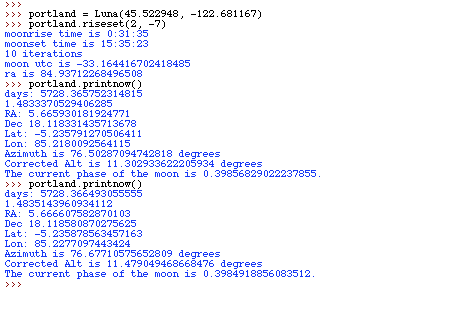 >>>
>>> portland = Luna(45.522948, -122.681167)
>>> portland.riseset(2, -7)
moonrise time is 0:31:35
moonset time is 15:35:23
10 iterations
moon utc is -33.164416702418485
ra is 84.93712268496508
>>> portland.printnow()
days: 5728.365752314815
1.4833370529406285
RA: 5.665930181924771
Dec 18.118331435713678
Lat: -5.235791270506411
Lon: 85.2180092564115
Azimuth is 76.50287094742818 degrees
Corrected Alt is 11.302933622205934 degrees
The current phase of the moon is 0.39856829022237855.
>>> portland.printnow()
days: 5728.366493055555
1.4835143960934112
RA: 5.666607582870103
Dec 18.118580870275625
Lat: -5.235878563457163
Lon: 85.2277097443424
Azimuth is 76.67710575652809 degrees
Corrected Alt is 11.479049468668476 degrees
The current phase of the moon is 0.3984918856083512.
>>>